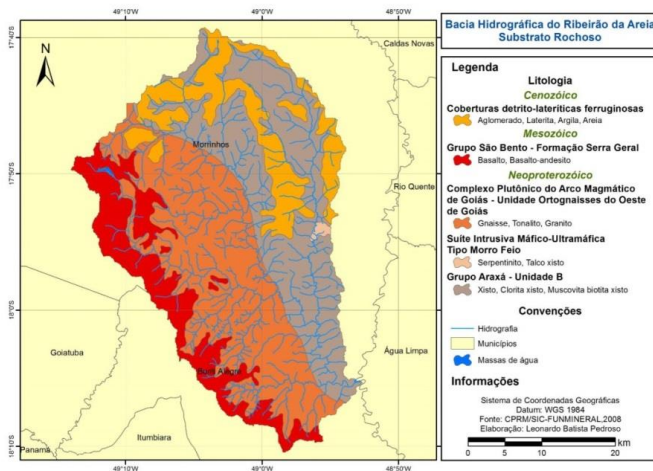 49°10'W
49°0'W
48°50'W
17°40'S
17°50'S
18°0'S
18°10'S
N
Caldas Novas
Morrinhos
Rio Quente
Goiatuba
Água Limpa
Buriti Alegre
Itumbiara
Panamá
Bacia Hidrográfica do Ribeirão da Areia
Substrato Rochoso
Legenda
Litologia
Cenozóico
Coberturas detrito-lateríticas ferruginosas
Aglomerado, Laterita, Argila, Areia
Mesozóico
Grupo São Bento - Formação Serra Geral
Basalto, Basalto-andesito
Neoproterozóico
Complexo Plutônico do Arco Magmático
de Goiás - Unidade Ortognaisses do Oeste
de Goiás
Gnaisse, Tonalito, Granito
Suíte Intrusiva Máfico-Ultramáfica
Tipo Morro Feio
Serpentinito, Talco xisto
Grupo Araxá - Unidade B
Xisto, Clorita xisto, Muscovita biotita xisto
Convenções
Hidrografia
Municípios
Massas de água
Informações
Sistema de Coordenadas Geográficas
Datum: WGS 1984
Fonte: CPRM/SIC-FUNMINERAL,2008
Elaboração: Leonardo Batista Pedroso
km
10 5 0 10 20